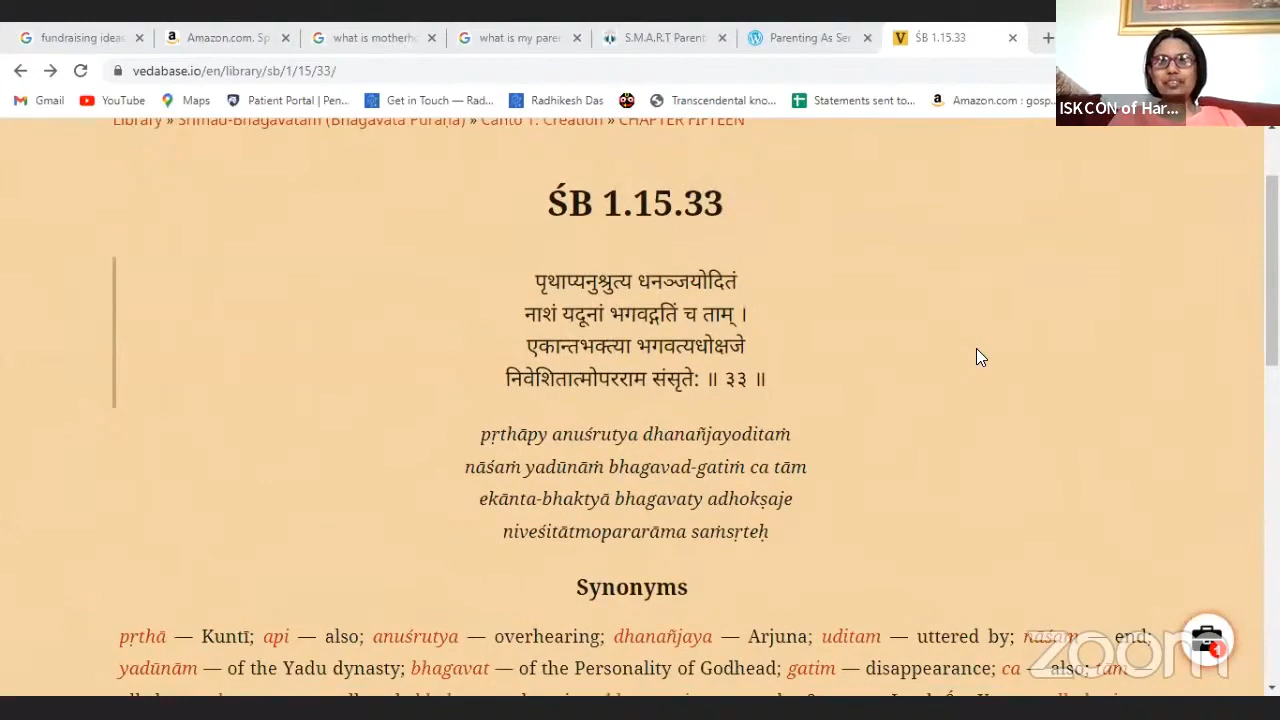 fundraising idea
Amazon.com. Sp
what is motherh
what is my pare
S.M.A.R.T Parent
Parenting As Ser
ŚB 1.15.33
vedabase.io/en/library/sb/1/15/33/
Gmail
YouTube
Maps
Patient Portal | Pen...
Get in Touch — Rad...
Radhikesh Das
Transcendental kno...
Statements sent to...
Amazon.com : gosp
ISKCON of Har...
Library » Śrīmad-Bhāgavatam (Bhāgavata Purāṇa) » Canto 1: Creation » CHAPTER FIFTEEN
ŚB 1.15.33
पृथाप्यनुश्रुत्य धनञ्जयोदितं
नाशं यदूनां भगवद्गतिं च ताम् ।
एकान्तभक्त्या भगवत्यधोक्षजे
निवेशितात्मोपरराम संसृते: ॥ ३३ ॥
pṛthāpy anuśrutya dhanañjayoditaṁ
nāśaṁ yadūnāṁ bhagavad-gatiṁ ca tām
ekānta-bhaktyā bhagavaty adhokṣaje
niveśitātmopararāma saṁsṛteḥ
Synonyms
pṛthā — Kuntī; api — also; anuśrutya — overhearing; dhanañjaya — Arjuna; uditam — uttered by; nāśam — end;
yadūnām — of the Yadu dynasty; bhagavat — of the Personality of Godhead; gatim — disappearance; ca — also; tām
1
zoom